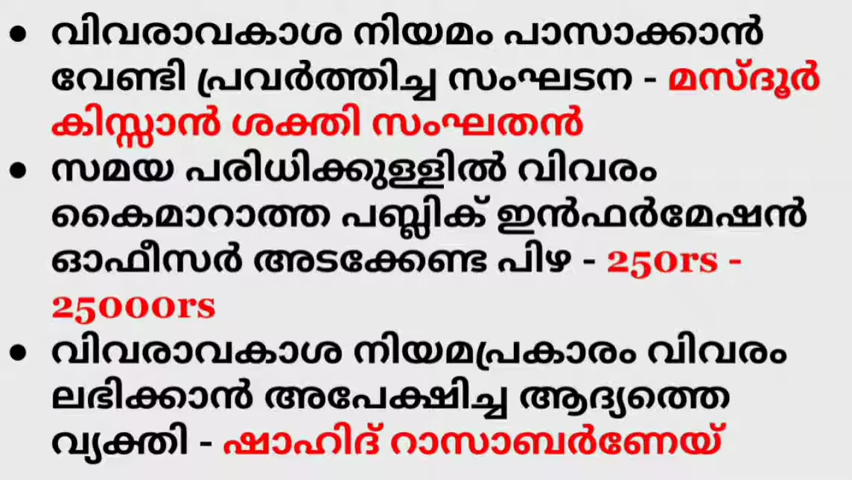 • വിവരാവകാശ നിയമം പാസാക്കാൻ
വേണ്ടി പ്രവർത്തിച്ച സംഘടന - മസ്ദൂർ
കിസ്സാൻ ശക്തി സംഘതൻ
• സമയ പരിധിക്കുള്ളിൽ വിവരം
കൈമാറാത്ത പബ്ലിക് ഇൻഫർമേഷൻ
ഓഫീസർ അടക്കേണ്ട പിഴ - 250rs -
25000rs
• വിവരാവകാശ നിയമപ്രകാരം വിവരം
ലഭിക്കാൻ അപേക്ഷിച്ച ആദ്യത്തെ
വ്യക്തി - ഷാഹിദ് റാസാബർണേയ്